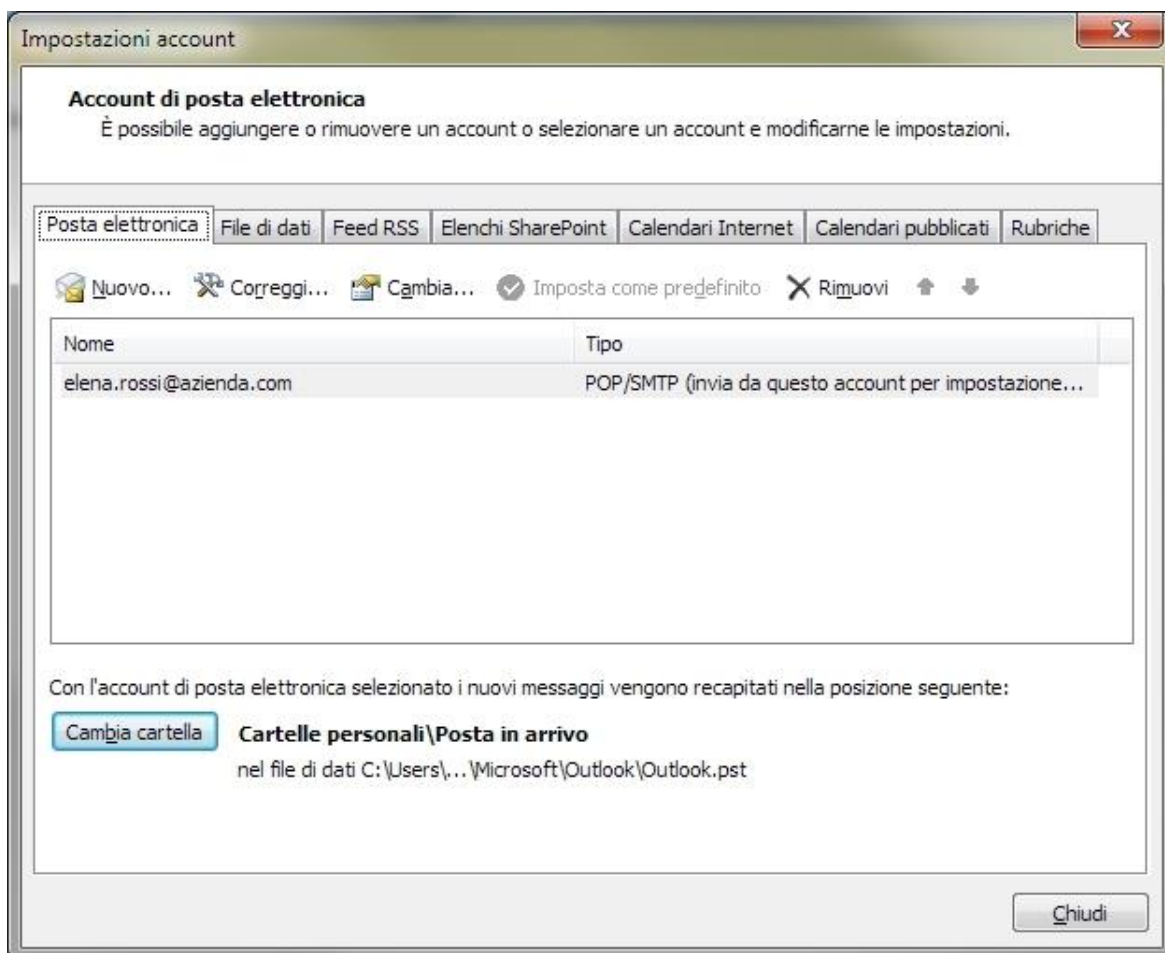 Impostazioni account
Account di posta elettronica
È possibile aggiungere o rimuovere un account o selezionare un account e modificarne le impostazioni.
Posta elettronica File di dati Feed RSS Elenchi SharePoint Calendari Internet Calendari pubblicati Rubriche
Nuovo... Correggi... Cambia... Imposta come predefinito Rimuovi
Nome Tipo
elena.rossi@azienda.com POP/SMTP (invia da questo account per impostazione...
Con l'account di posta elettronica selezionato i nuovi messaggi vengono recapitati nella posizione seguente:
Cambia cartella Cartelle personali\Posta in arrivo
nel file di dati C:\Users\...\Microsoft\Outlook\Outlook.pst
Chiudi